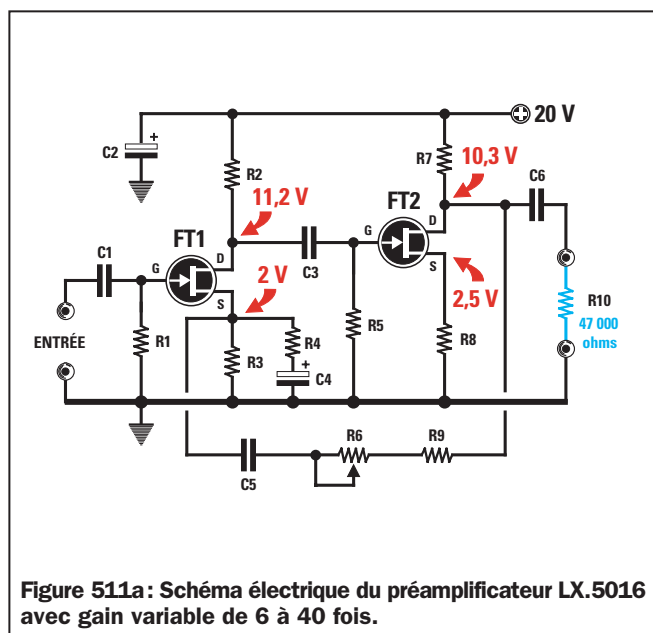 20 V
C2
+
R2
R7
10,3 V
C6
11,2 V
FT2
FT1
D
G
S
C3
C1
G
D
S
2 V
2,5 V
R10
47 000
ohms
ENTRÉE
R1
R3
R4
+
C4
R5
R8
R6
R9
C5
Figure 511a: Schéma électrique du préamplificateur LX.5016
avec gain variable de 6 à 40 fois.